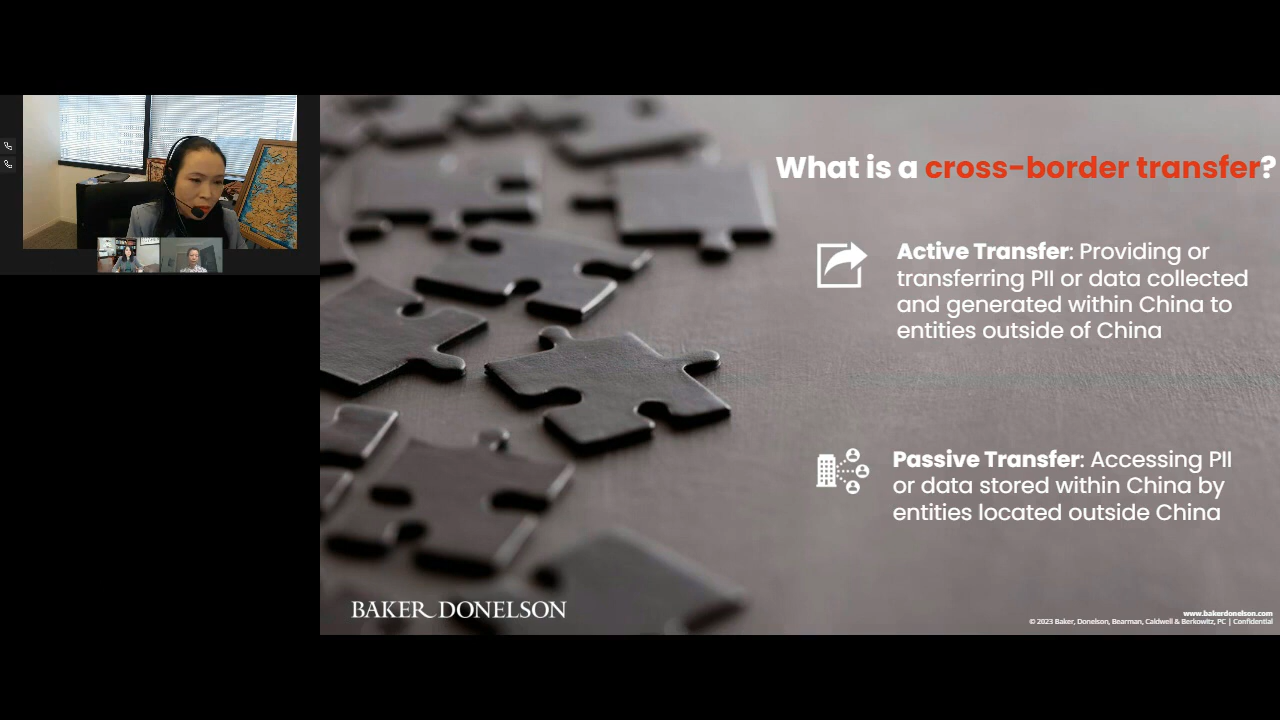 What is a cross-border transfer?
Active Transfer: Providing or
transferring PII or data collected
and generated within China to
entities outside of China
Passive Transfer: Accessing PII
or data stored within China by
entities located outside China
BAKER DONELSON
www.bakerdonelson.com
© 2023 Baker, Donelson, Bearman, Caldwell & Berkowitz, PC | Confidential